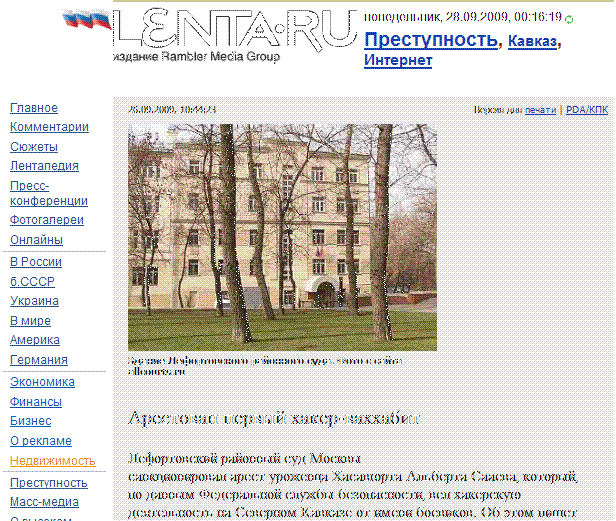 LENTA·RU
издание Rambler Media Group
понедельник, 28.09.2009, 00:16:19
Преступность, Кавказ,
Интернет
Главное
Комментарии
Сюжеты
Лентапедия
Пресс-
конференции
Фотогалереи
Онлайны
В России
б.СССР
Украина
В мире
Америка
Германия
Экономика
Финансы
Бизнес
О рекламе
Недвижимость
Преступность
Масс-медиа
О высоком
26.09.2009, 10:44:23
Версия для печати | PDA/КПК
Здание Лефортовского районного суда. Фото с сайта
allcourts.ru
Арестован первый хакер-ваххабит
Лефортовский районный суд Москвы
санкционировал арест уроженца Хасавюрта Альберта Сааева, который,
по данным Федеральной службы безопасности, вел хакерскую
деятельность на Северном Кавказе от имени боевиков. Об этом пишет